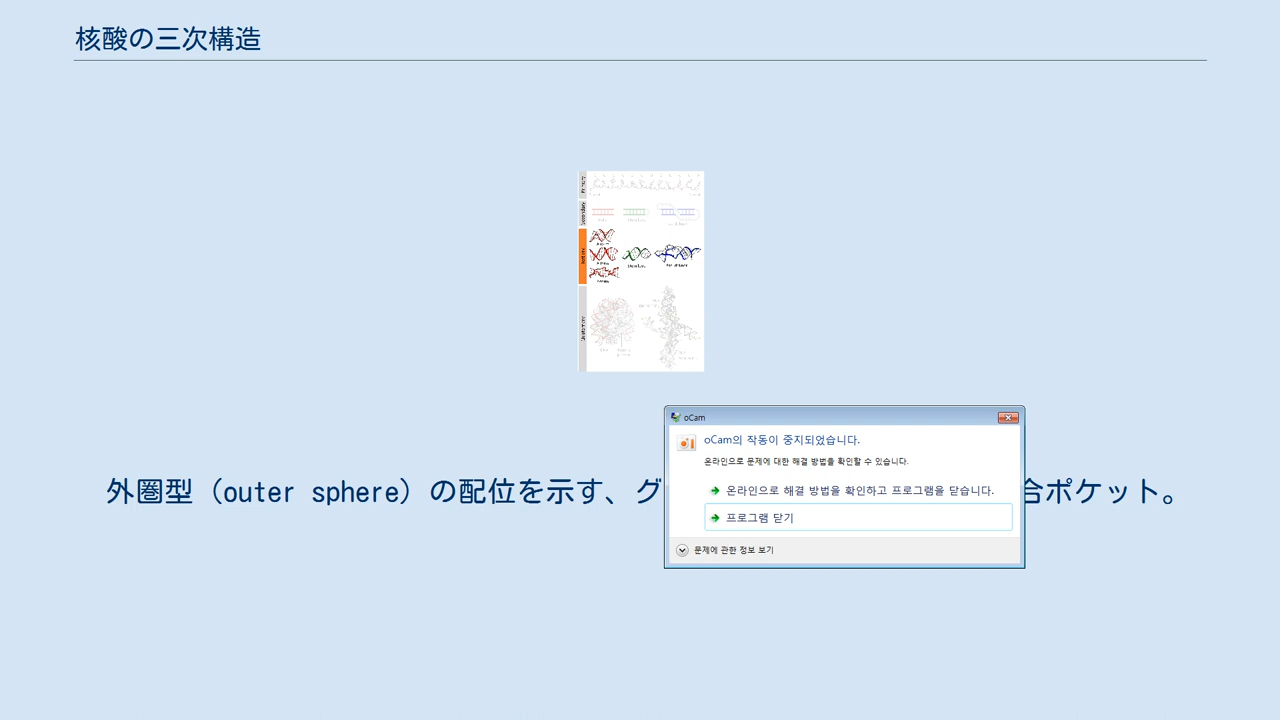 核酸の三次構造
Primary
Secondary
Tertiary
Quaternary
oCam
oCam의 작동이 중지되었습니다.
온라인으로 문제에 대한 해결 방법을 확인할 수 있습니다.
외圏型（outer sphere）の配位を示す、グ
合ポケット。
온라인으로 해결 방법을 확인하고 프로그램을 닫습니다.
프로그램 닫기
문제에 관한 정보 보기